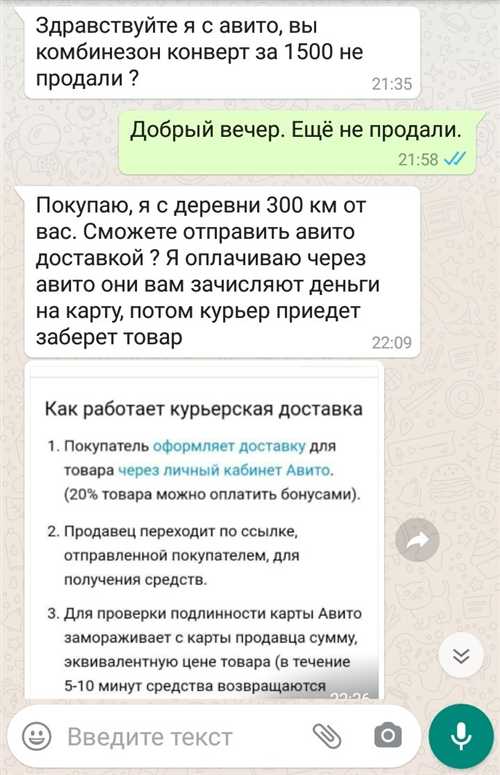 Здравствуйте я с авито, вы
комбинезон конверт за 1500 не
продали ?
21:35
Добрый вечер. Ещё не продали.
21:58
Покупаю, я с деревни 300 км от
вас. Сможете отправить авито
доставкой ? Я оплачиваю через
авито они вам зачисляют деньги
на карту, потом курьер приедет
заберет товар
22:09
Как работает курьерская доставка
1. Покупатель оформляет доставку для
товара через личный кабинет Авито.
(20% товара можно оплатить бонусами).
2. Продавец переходит по ссылке,
отправленной покупателем, для
получения средств.
3. Для проверки подлинности карты Авито
замораживает с карты продавца сумму,
эквивалентную цене товара (в течение
5-10 минут средства возвращаются
Введите текст